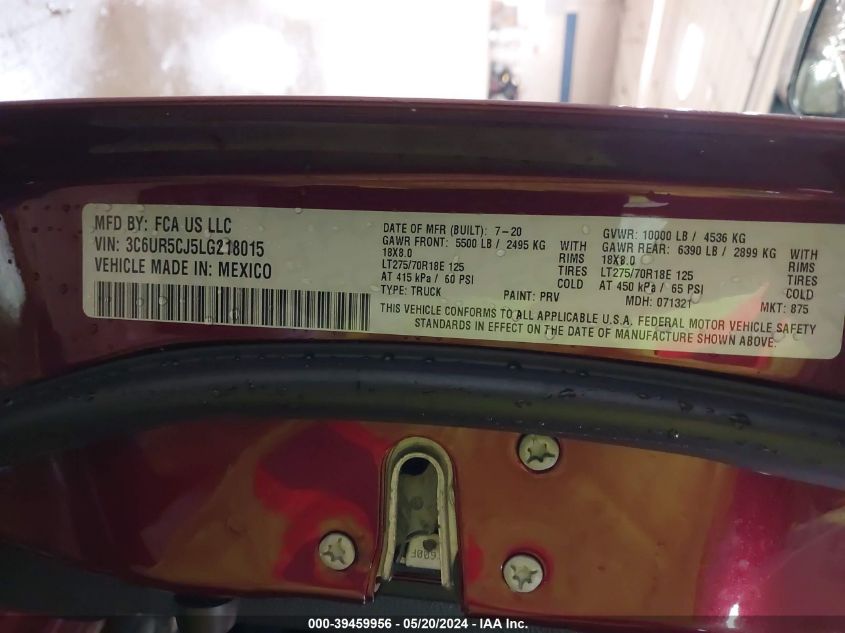 MFD BY: FCA US LLC
VIN: 3C6UR5CJ5LG218015
VEHICLE MADE IN: MEXICO
DATE OF MFR (BUILT): 7-20
GAWR FRONT: 5500 LB / 2495 KG WITH
18X8.0 RIMS
LT275/70R18E 125 TIRES
AT 415 kPa / 60 PSI COLD
TYPE: TRUCK PAINT: PRV
GVWR: 10000 LB / 4536 KG
GAWR REAR: 6390 LB / 2899 KG WITH
18X8.0 RIMS
LT275/70R18E 125 TIRES
AT 450 kPa / 65 PSI COLD
MDH: 071321 MKT: 875
THIS VEHICLE CONFORMS TO ALL APPLICABLE U.S.A. FEDERAL MOTOR VEHICLE SAFETY
STANDARDS IN EFFECT ON THE DATE OF MANUFACTURE SHOWN ABOVE.
000-39459956 / 05/20/2024 - IAA Inc.